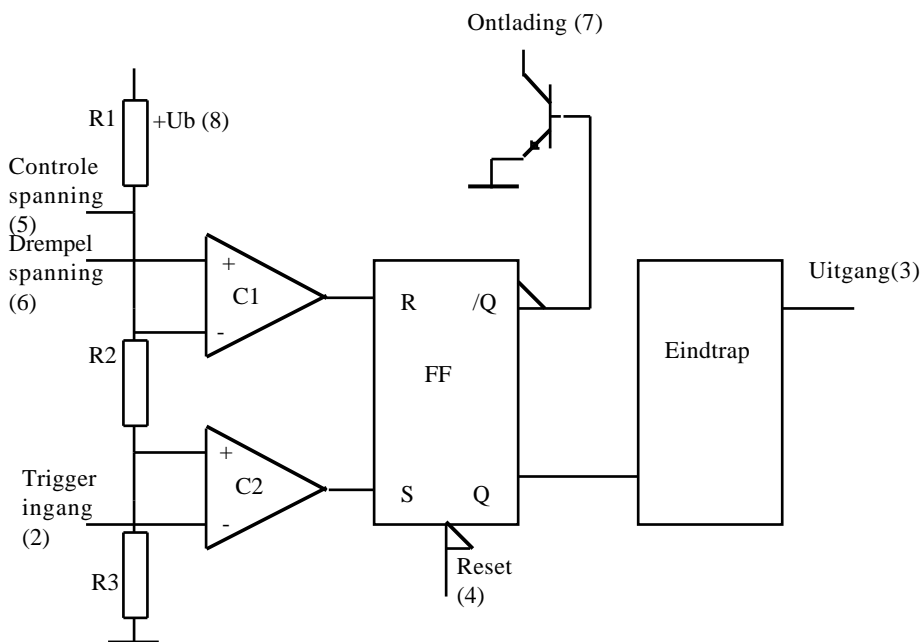 Ontlading (7)
R1
+Ub (8)
Controle
spanning
(5)
Drempel
spanning
(6)
+
C1
-
R
/Q
FF
S
Q
Eindtrap
Uitgang(3)
R2
+
C2
-
Trigger
ingang
(2)
R3
Reset
(4)